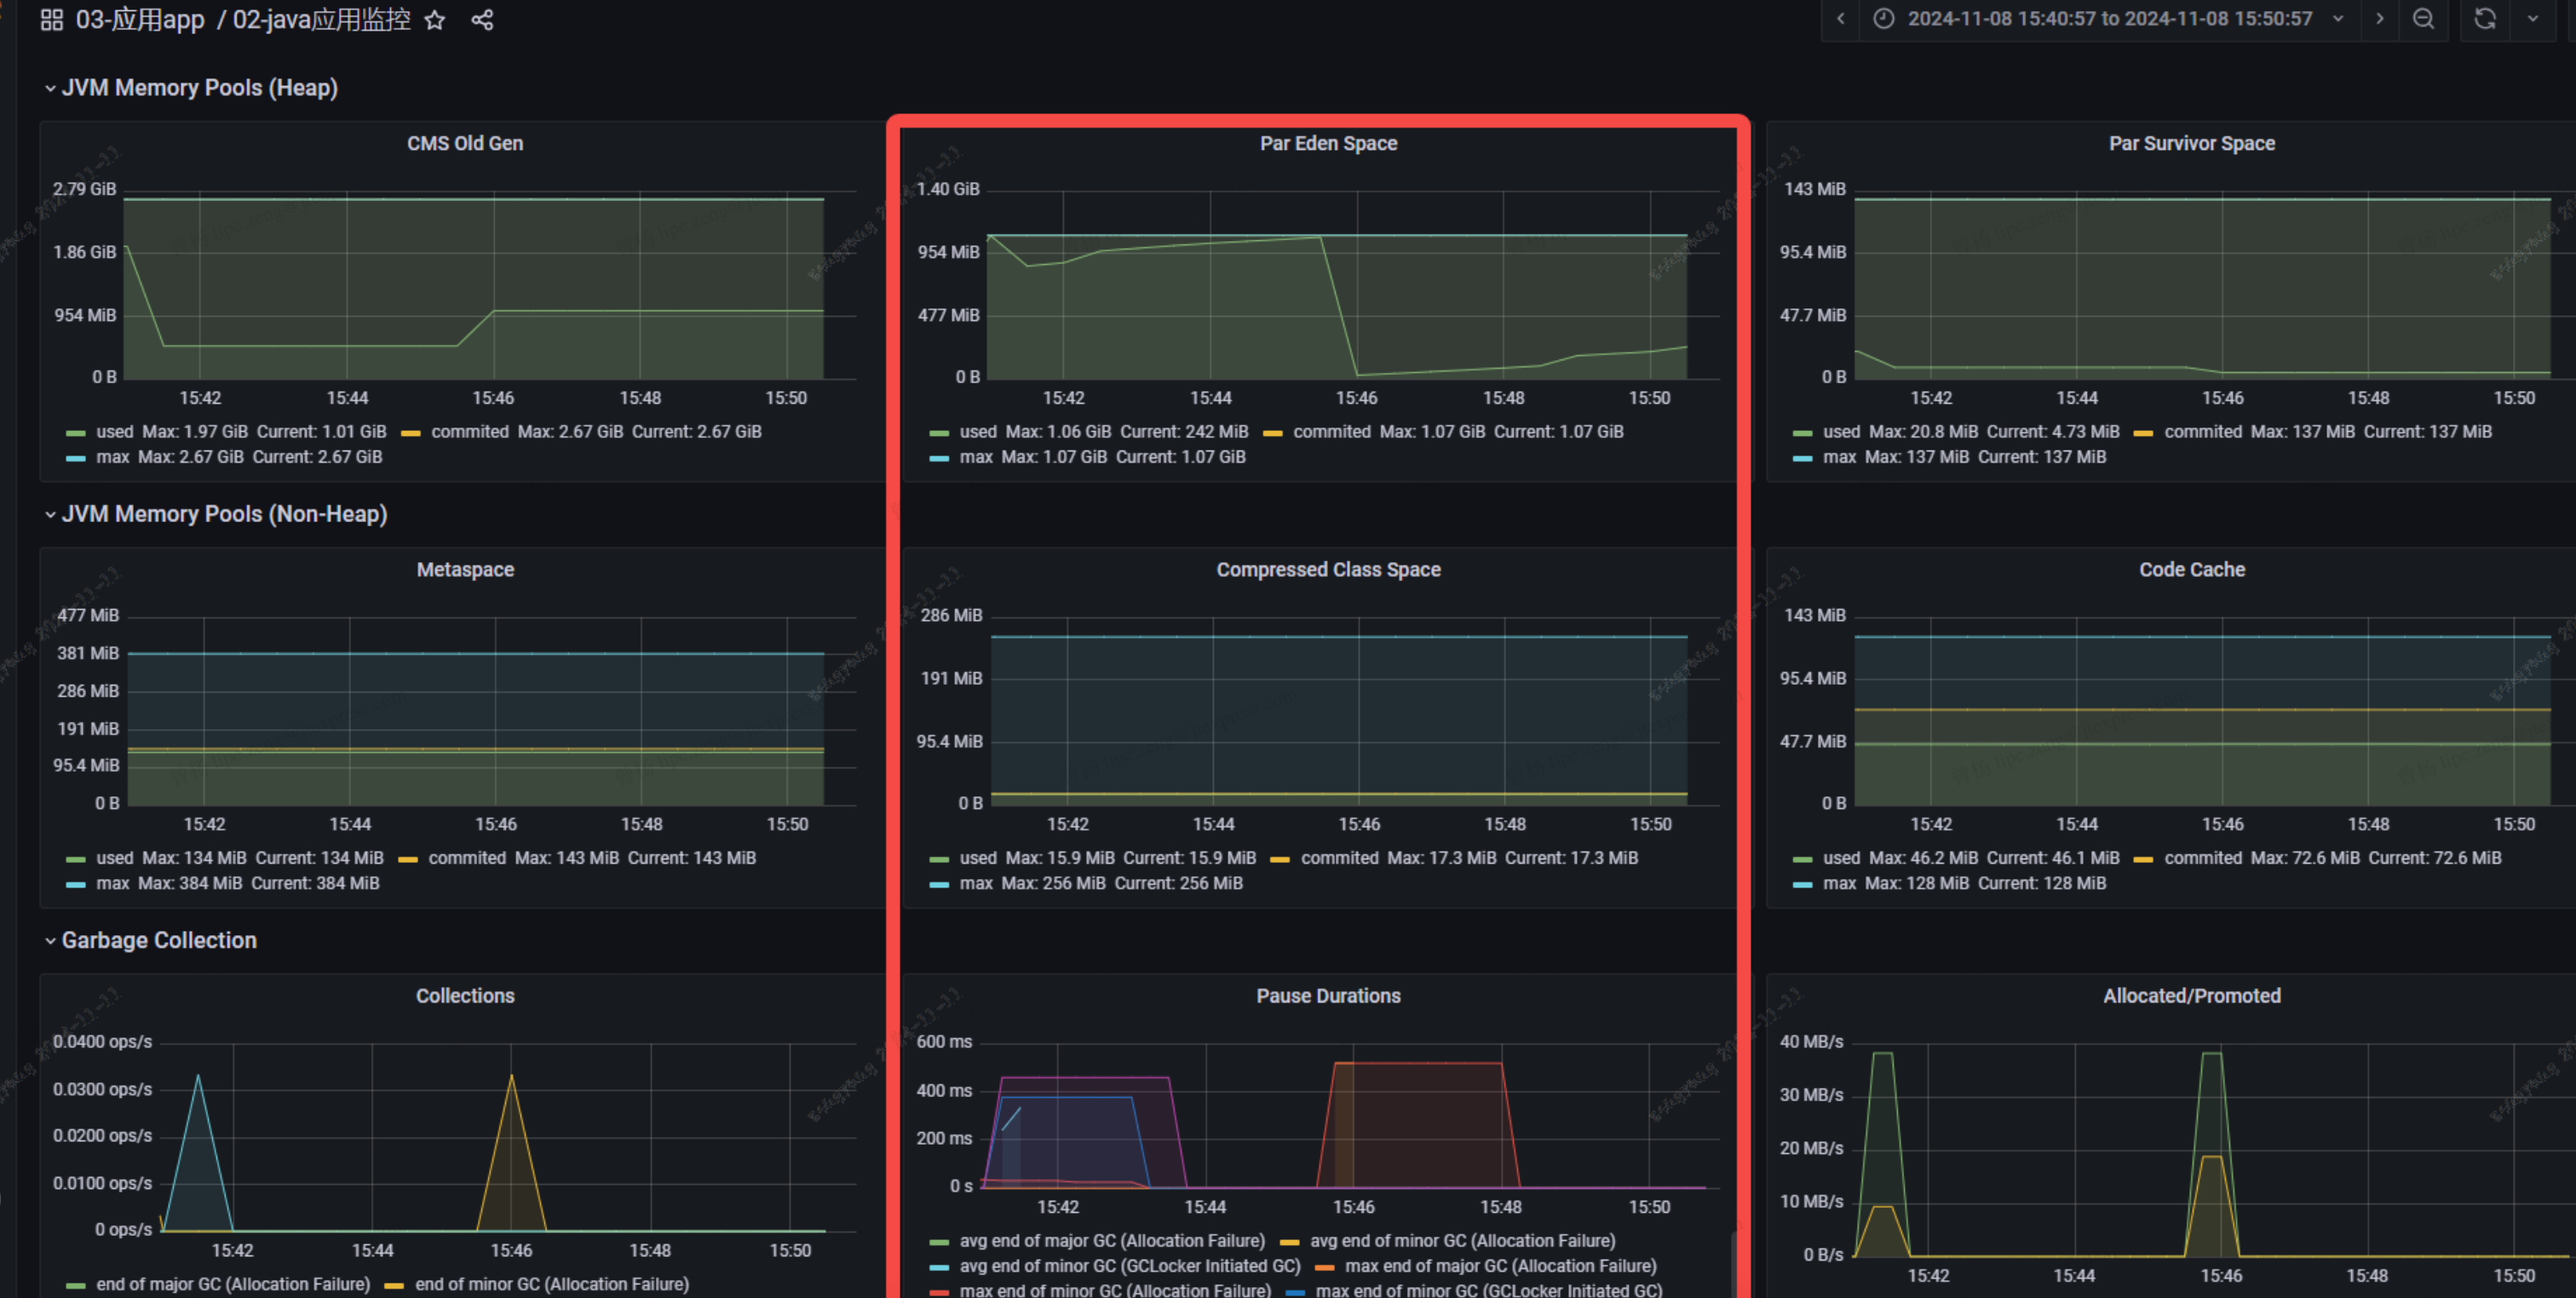 03-应用app / 02-java应用监控
2024-11-08 15:40:57 to 2024-11-08 15:50:57
JVM Memory Pools (Heap)
CMS Old Gen
2.79 GiB
1.86 GiB
954 MiB
0 B
15:42 15:44 15:46 15:48 15:50
used Max: 1.97 GiB Current: 1.01 GiB commited Max: 2.67 GiB Current: 2.67 GiB
max Max: 2.67 GiB Current: 2.67 GiB
Par Eden Space
1.40 GiB
954 MiB
477 MiB
0 B
15:42 15:44 15:46 15:48 15:50
used Max: 1.06 GiB Current: 242 MiB commited Max: 1.07 GiB Current: 1.07 GiB
max Max: 1.07 GiB Current: 1.07 GiB
Par Survivor Space
143 MiB
95.4 MiB
47.7 MiB
0 B
15:42 15:44 15:46 15:48 15:50
used Max: 20.8 MiB Current: 4.73 MiB commited Max: 137 MiB Current: 137 MiB
max Max: 137 MiB Current: 137 MiB
JVM Memory Pools (Non-Heap)
Metaspace
477 MiB
381 MiB
286 MiB
191 MiB
95.4 MiB
0 B
15:42 15:44 15:46 15:48 15:50
used Max: 134 MiB Current: 134 MiB commited Max: 143 MiB Current: 143 MiB
max Max: 384 MiB Current: 384 MiB
Compressed Class Space
286 MiB
191 MiB
95.4 MiB
0 B
15:42 15:44 15:46 15:48 15:50
used Max: 15.9 MiB Current: 15.9 MiB commited Max: 17.3 MiB Current: 17.3 MiB
max Max: 256 MiB Current: 256 MiB
Code Cache
143 MiB
95.4 MiB
47.7 MiB
0 B
15:42 15:44 15:46 15:48 15:50
used Max: 46.2 MiB Current: 46.1 MiB commited Max: 72.6 MiB Current: 72.6 MiB
max Max: 128 MiB Current: 128 MiB
Garbage Collection
Collections
0.0400 ops/s
0.0300 ops/s
0.0200 ops/s
0.0100 ops/s
0 ops/s
15:42 15:44 15:46 15:48 15:50
end of major GC (Allocation Failure) end of minor GC (Allocation Failure)
Pause Durations
600 ms
400 ms
200 ms
0 s
15:42 15:44 15:46 15:48 15:50
avg end of major GC (Allocation Failure) avg end of minor GC (Allocation Failure)
avg end of minor GC (GCLocker Initiated GC) max end of major GC (Allocation Failure)
max end of minor GC (Allocation Failure) max end of minor GC (GCLocker Initiated GC)
Allocated/Promoted
40 MB/s
30 MB/s
20 MB/s
10 MB/s
0 B/s
15:42 15:44 15:46 15:48 15:50